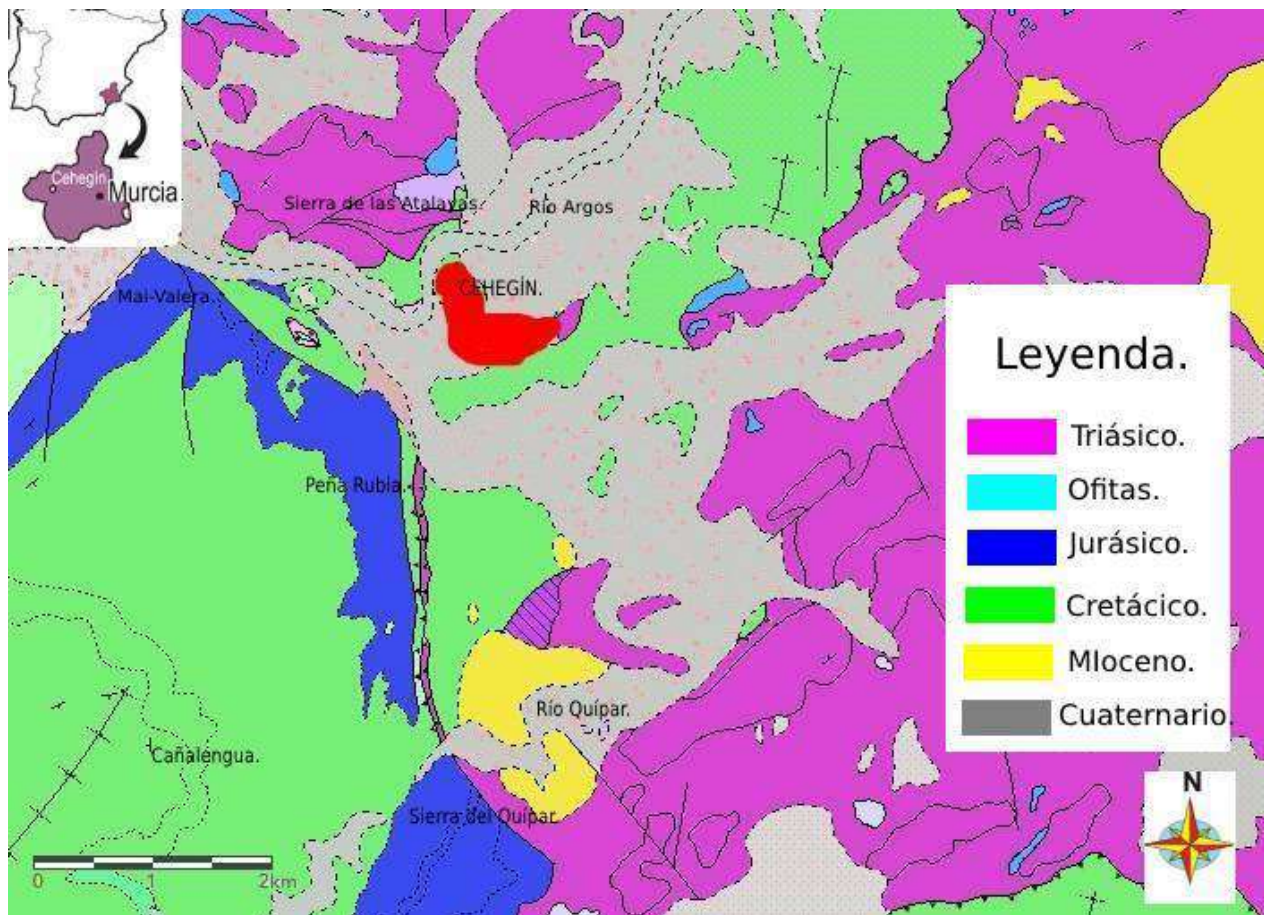 Cehegín
Murcia.
Sierra de las Atalayas.
Río Argos
CEHEGÍN.
Mai-Valera.
Leyenda.
Triásico.
Ofitas.
Jurásico.
Cretácico.
MIoceno.
Cuaternario.
Peña Rubia.
Río Quípar.
Cañalengua.
Sierra del Quípar.
N
0 1 2km